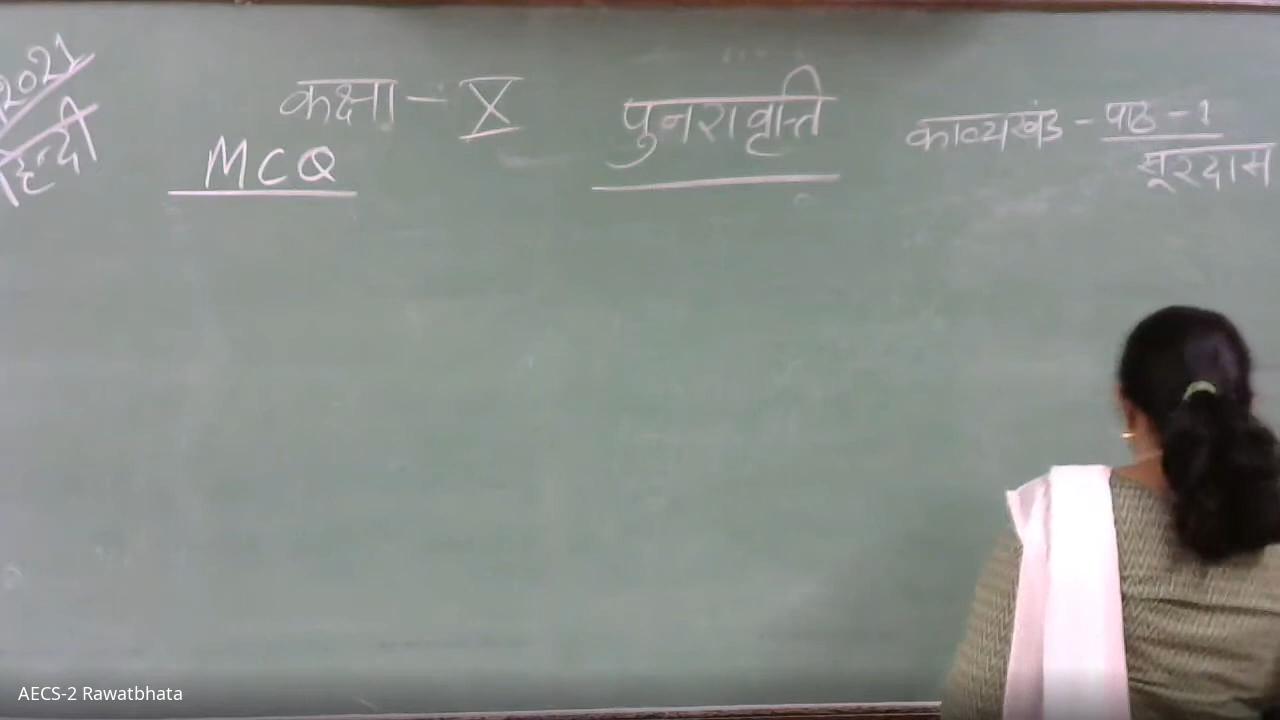 2021
हिन्दी
कक्षा - X
MCQ
पुनरावृत्ति
काव्यखंड - पाठ - 1
सूरदास
AECS-2 Rawatbhata